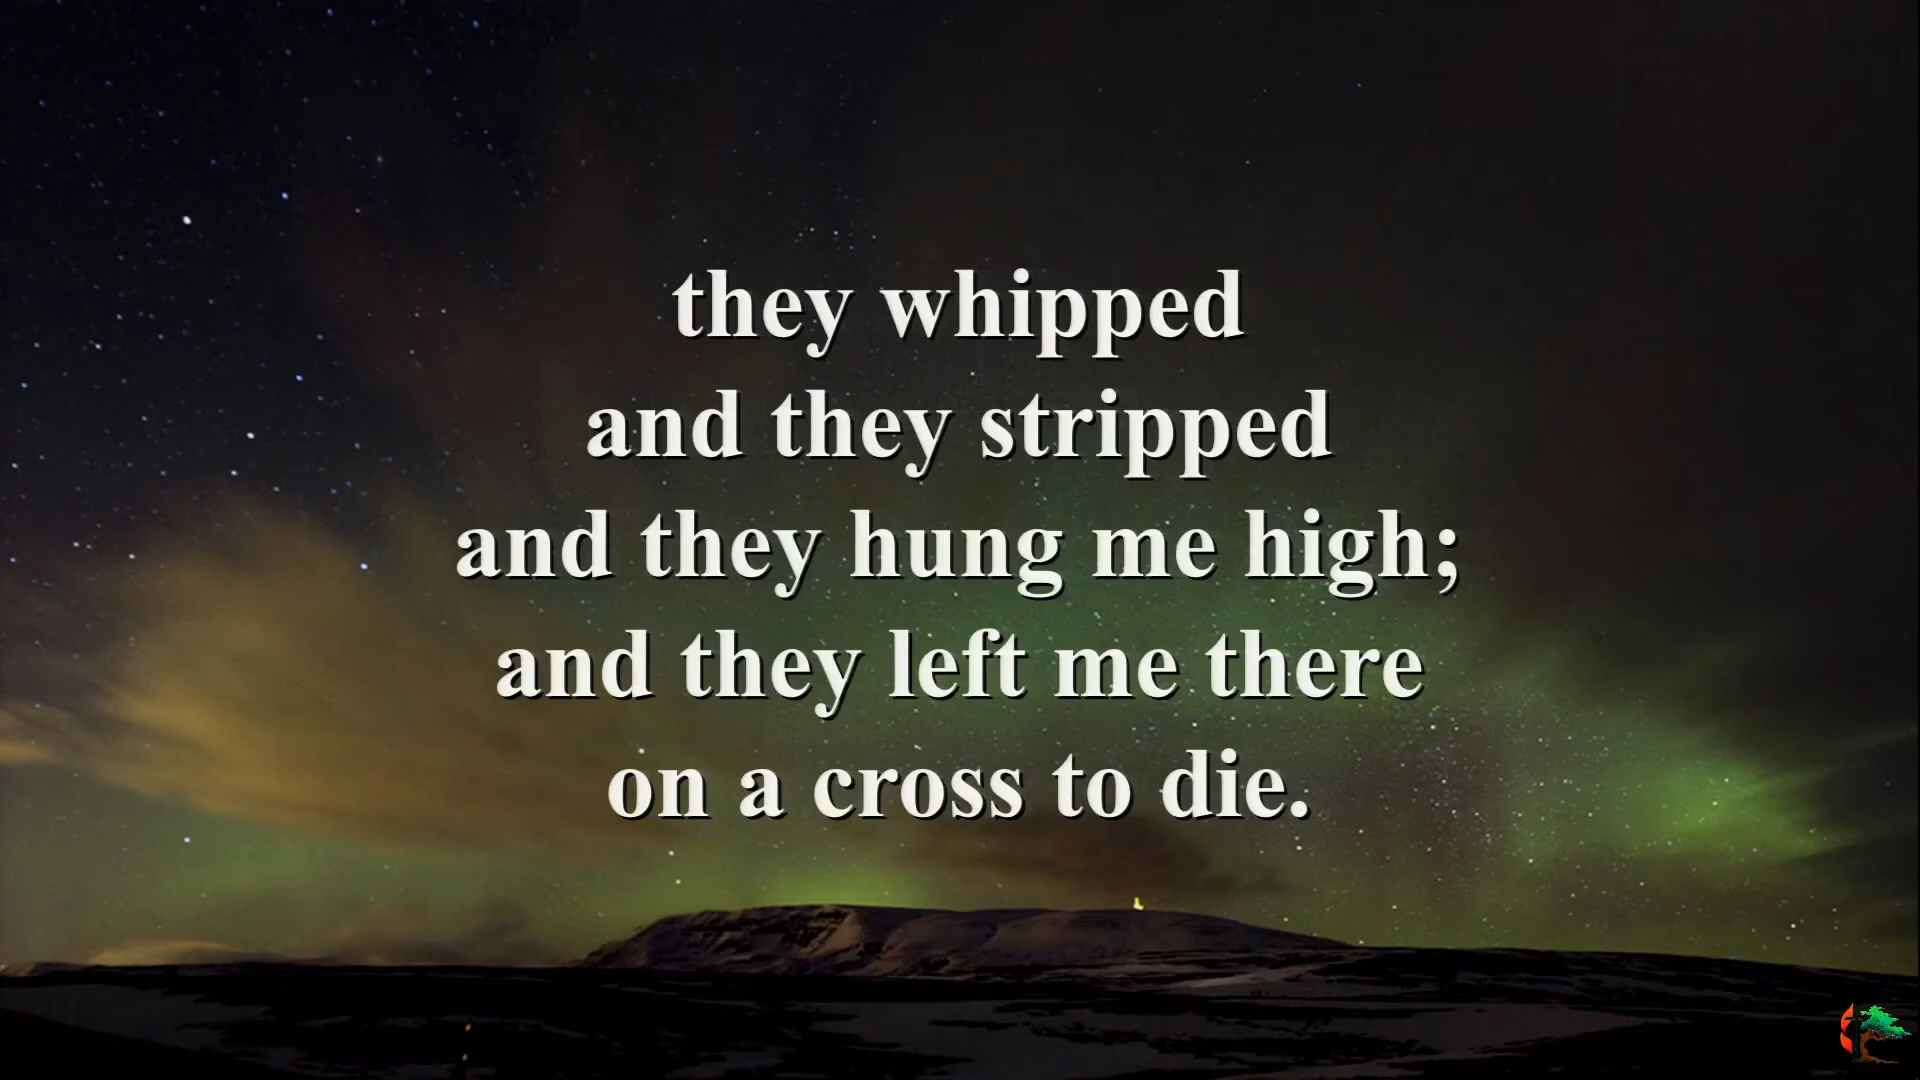 they whipped
and they stripped
and they hung me high;
and they left me there
on a cross to die.